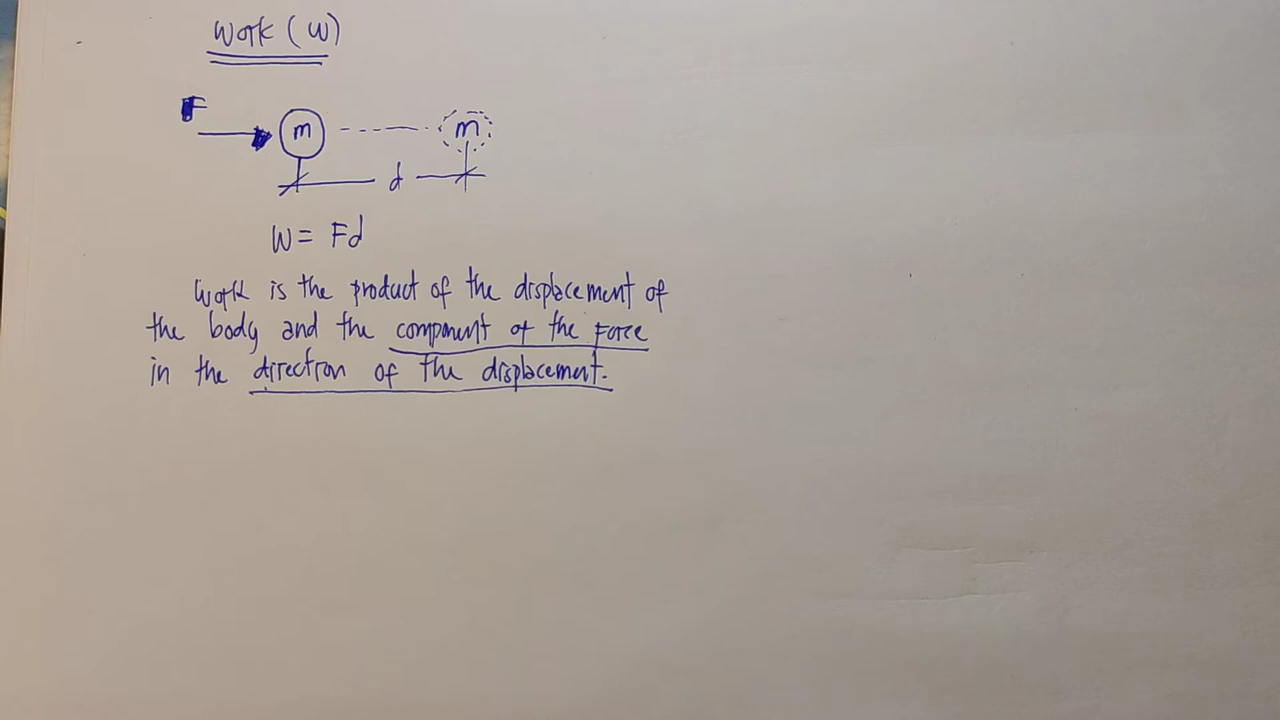 Work (W)
F
m m
d
W = Fd
Work is the product of the displacement of
the body and the component of the Force
in the direction of the displacement.